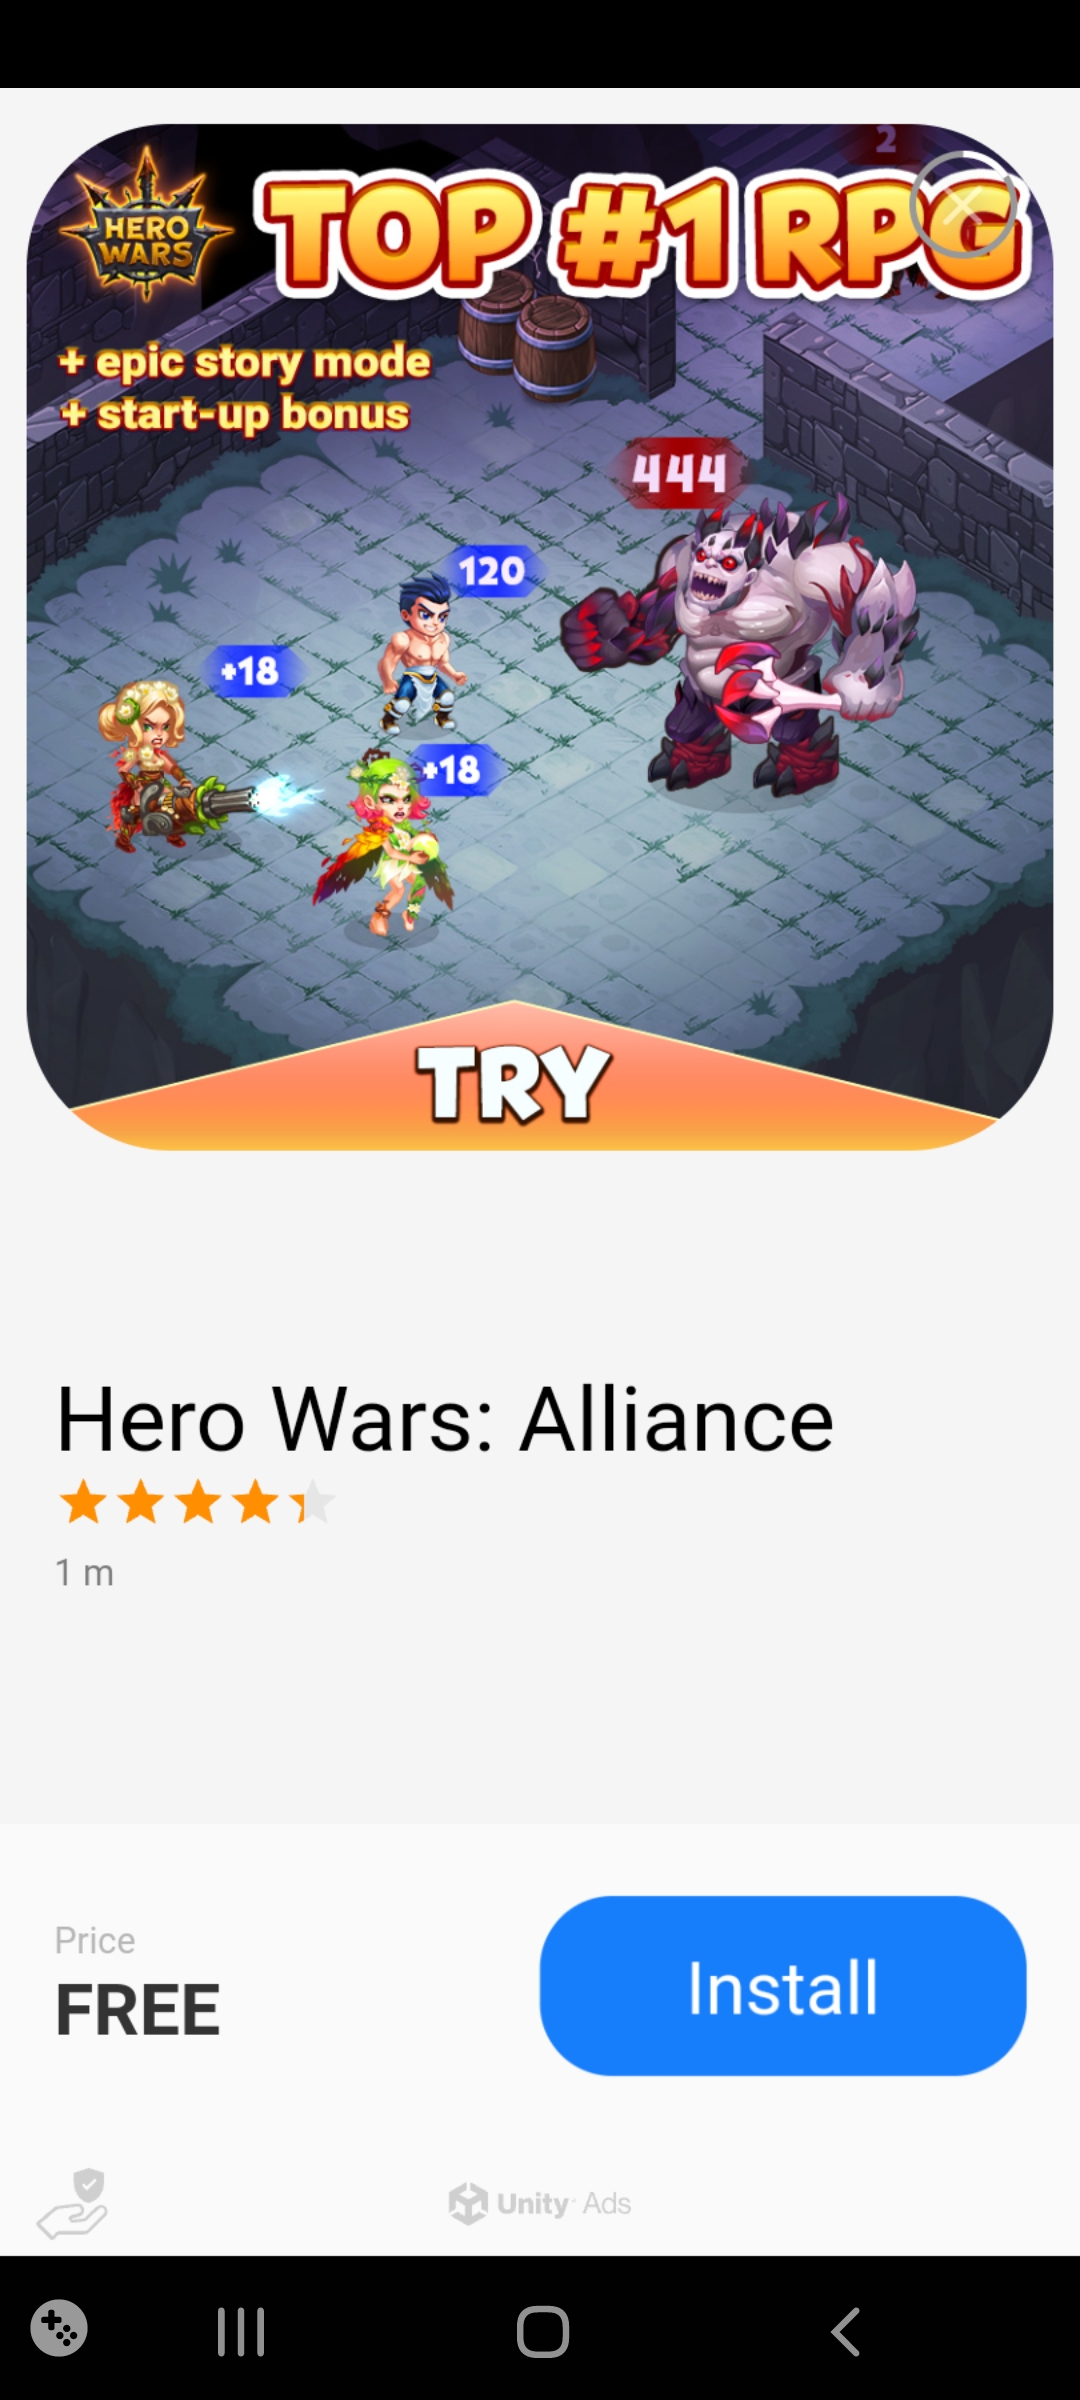 2
HERO
WARS
TOP #1 RPG
+ epic story mode
+ start-up bonus
444
120
+18
+18
TRY
Hero Wars: Alliance
1 m
Price
FREE
Install
Unity Ads